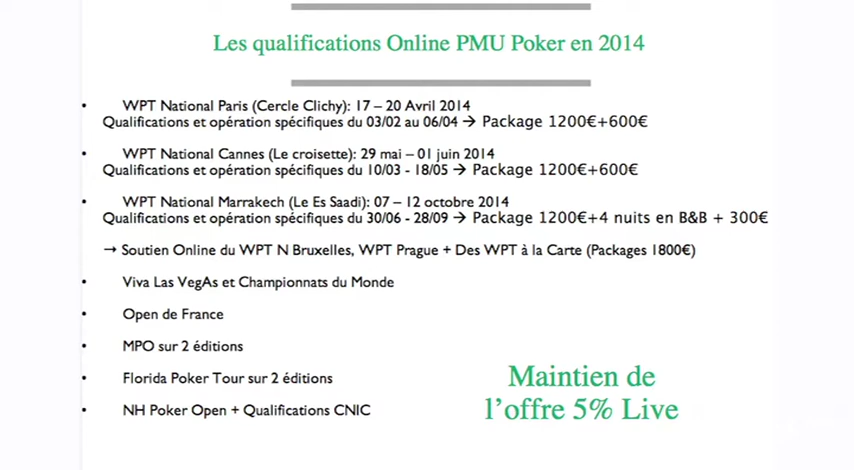 Les qualifications Online PMU Poker en 2014
• WPT National Paris (Cercle Clichy): 17 – 20 Avril 2014
Qualifications et opération spécifiques du 03/02 au 06/04 → Package 1200€+600€
• WPT National Cannes (Le croisette): 29 mai – 01 juin 2014
Qualifications et opération spécifiques du 10/03 - 18/05 → Package 1200€+600€
• WPT National Marrakech (Le Es Saadi): 07 – 12 octobre 2014
Qualifications et opération spécifiques du 30/06 - 28/09 → Package 1200€+4 nuits en B&B + 300€
→ Soutien Online du WPT N Bruxelles, WPT Prague + Des WPT à la Carte (Packages 1800€)
• Viva Las VegAs et Championnats du Monde
• Open de France
• MPO sur 2 éditions
• Florida Poker Tour sur 2 éditions
• NH Poker Open + Qualifications CNIC
Maintien de
l'offre 5% Live